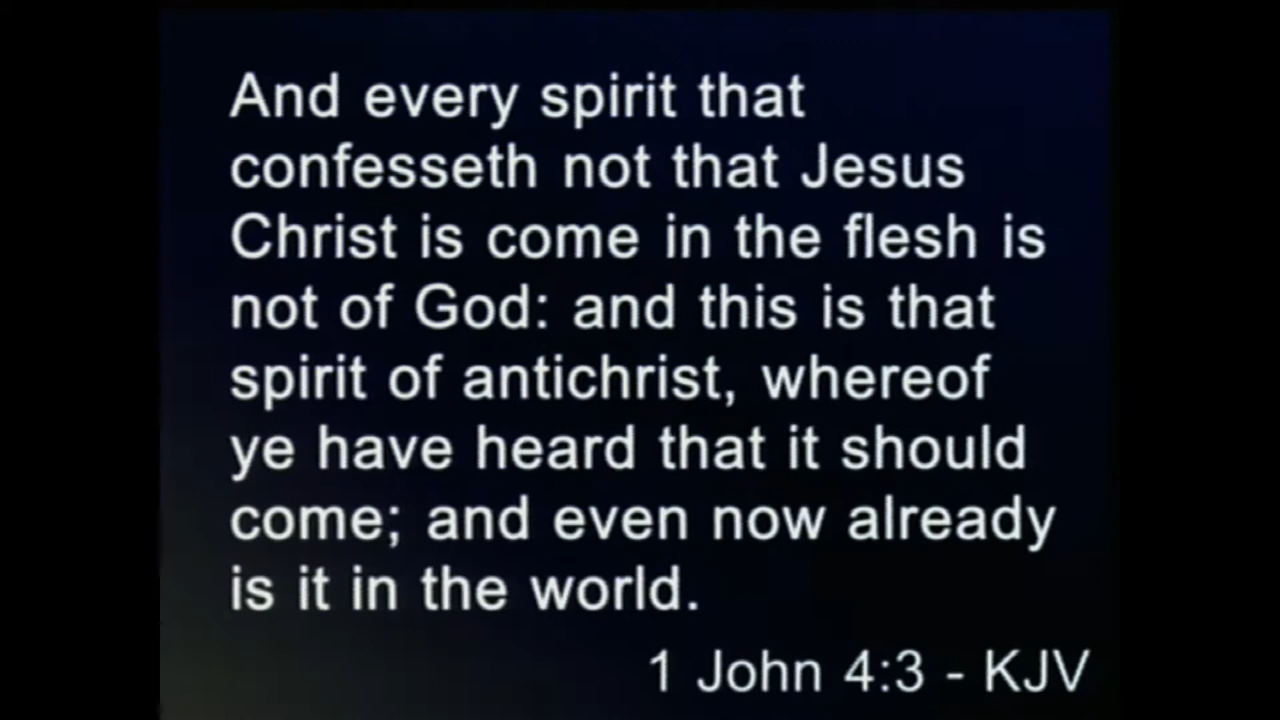 And every spirit that
confesseth not that Jesus
Christ is come in the flesh is
not of God: and this is that
spirit of antichrist, whereof
ye have heard that it should
come; and even now already
is it in the world.
1 John 4:3 - KJV